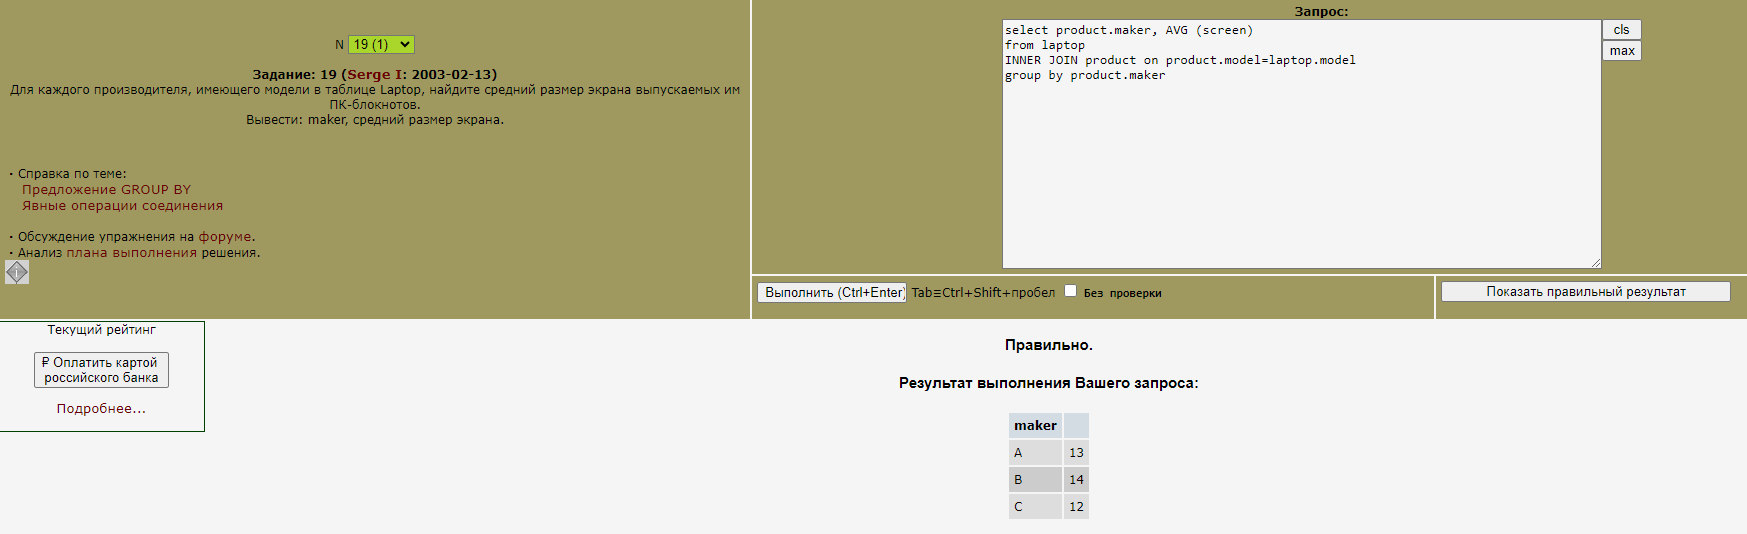 N 19 (1)
Задание: 19 (Serge I: 2003-02-13)
Для каждого производителя, имеющего модели в таблице Laptop, найдите средний размер экрана выпускаемых им
ПК-блокнотов.
Вывести: maker, средний размер экрана.
· Справка по теме:
Предложение GROUP BY
Явные операции соединения
· Обсуждение упражнения на форуме.
· Анализ плана выполнения решения.
i
Запрос:
select product.maker, AVG (screen)
from laptop
INNER JOIN product on product.model=laptop.model
group by product.maker
cls
max
Выполнить (Ctrl+Enter) Tab≡Ctrl+Shift+пробел Без проверки
Показать правильный результат
Текущий рейтинг
₽ Оплатить картой
российского банка
Подробнее...
Правильно.
Результат выполнения Вашего запроса:
maker
A 13
B 14
C 12